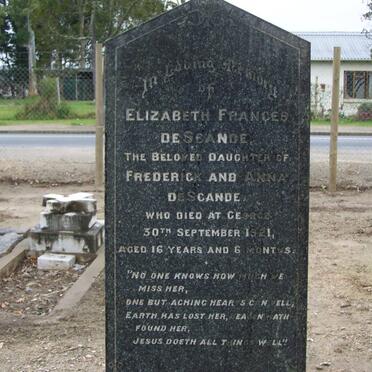 In Loving Memory
of
ELIZABETH FRANCES
DESCANDE.
THE BELOVED DAUGHTER OF
FREDERICK AND ANNA
DESCANDE.
WHO DIED AT GEORGE
30TH SEPTEMBER 1921,
AGED 16 YEARS AND 6 MONTHS.
"NO ONE KNOWS HOW MUCH WE
MISS HER,
NONE BUT ACHING HEARTS CAN TELL,
EARTH HAS LOST HER, HEAVEN HATH
FOUND HER,
JESUS DOETH ALL THINGS WELL"